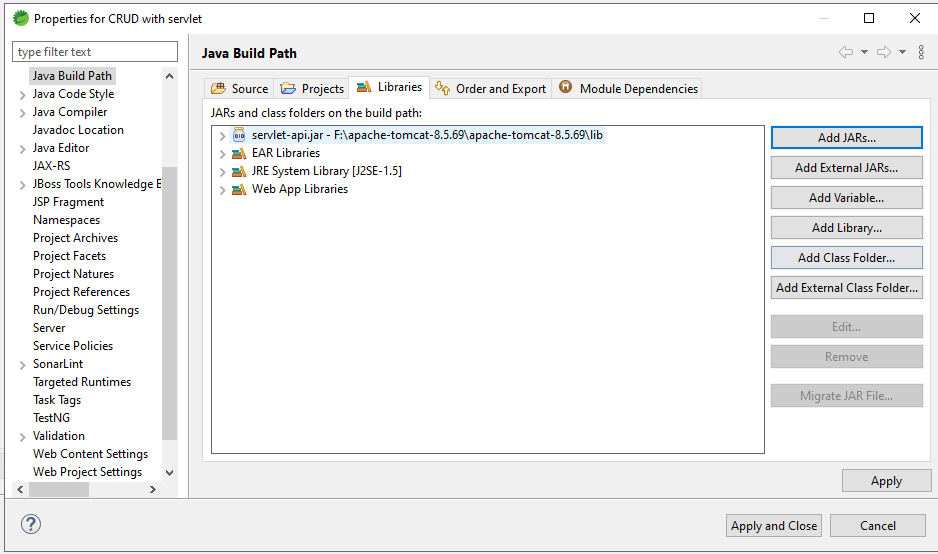 Properties for CRUD with servlet
type filter text
Java Build Path
Java Code Style
Java Compiler
Javadoc Location
Java Editor
JAX-RS
JBoss Tools Knowledge E
JSP Fragment
Namespaces
Project Archives
Project Facets
Project Natures
Project References
Run/Debug Settings
Server
Service Policies
SonarLint
Targeted Runtimes
Task Tags
TestNG
Validation
Web Content Settings
Web Project Settings
Java Build Path
Source Projects Libraries Order and Export Module Dependencies
JARs and class folders on the build path:
servlet-api.jar - F:\apache-tomcat-8.5.69\apache-tomcat-8.5.69\lib
EAR Libraries
JRE System Library [J2SE-1.5]
Web App Libraries
Add JARs...
Add External JARs...
Add Variable...
Add Library...
Add Class Folder...
Add External Class Folder...
Edit...
Remove
Migrate JAR File...
Apply
Apply and Close Cancel